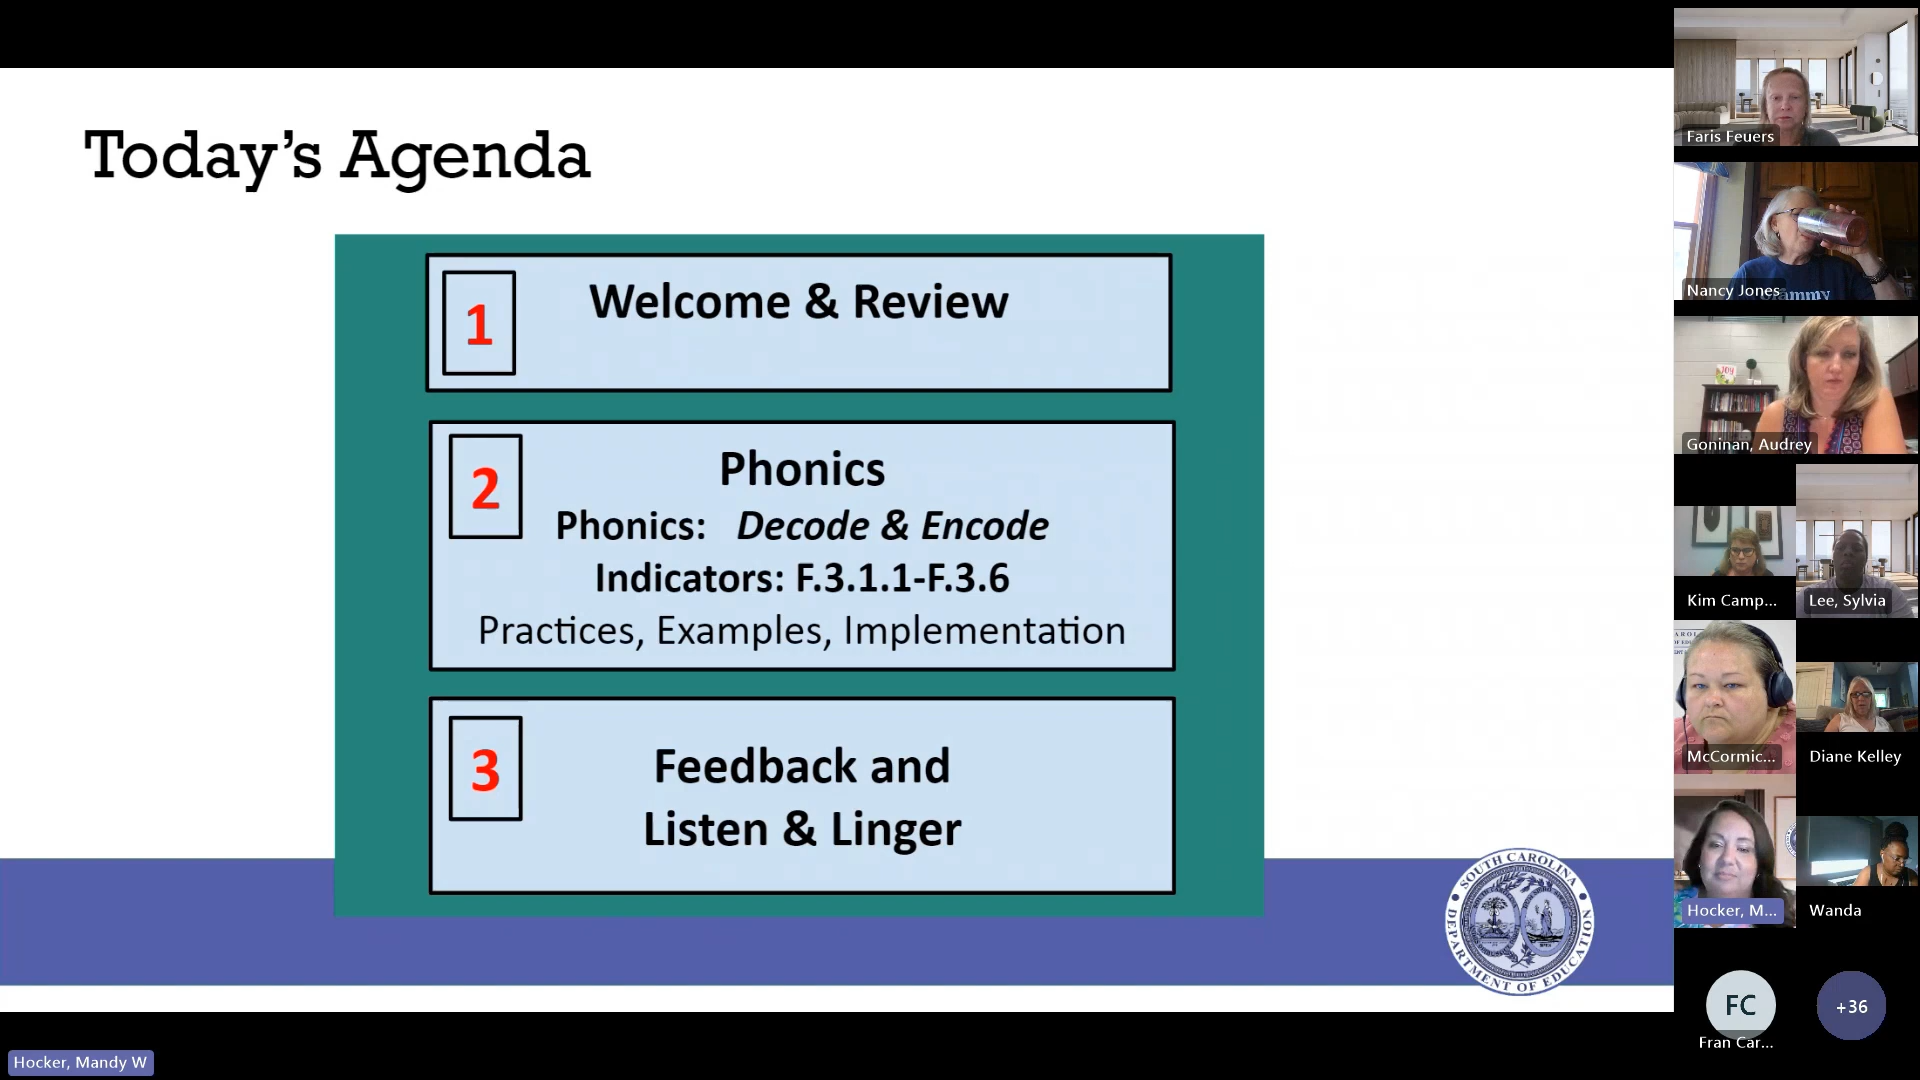 Today's Agenda
1
Welcome & Review
2
Phonics
Phonics: Decode & Encode
Indicators: F.3.1.1-F.3.6
Practices, Examples, Implementation
3
Feedback and
Listen & Linger
SOUTH CAROLINA
DEPARTMENT OF EDUCATION
Hocker, Mandy W
Faris Feuers
Nancy Jones
Grammy
Goninan, Audrey
JOY
Kim Camp...
Lee, Sylvia
McCormic...
Diane Kelley
Hocker, M...
Wanda
FC
Fran Car...
+36